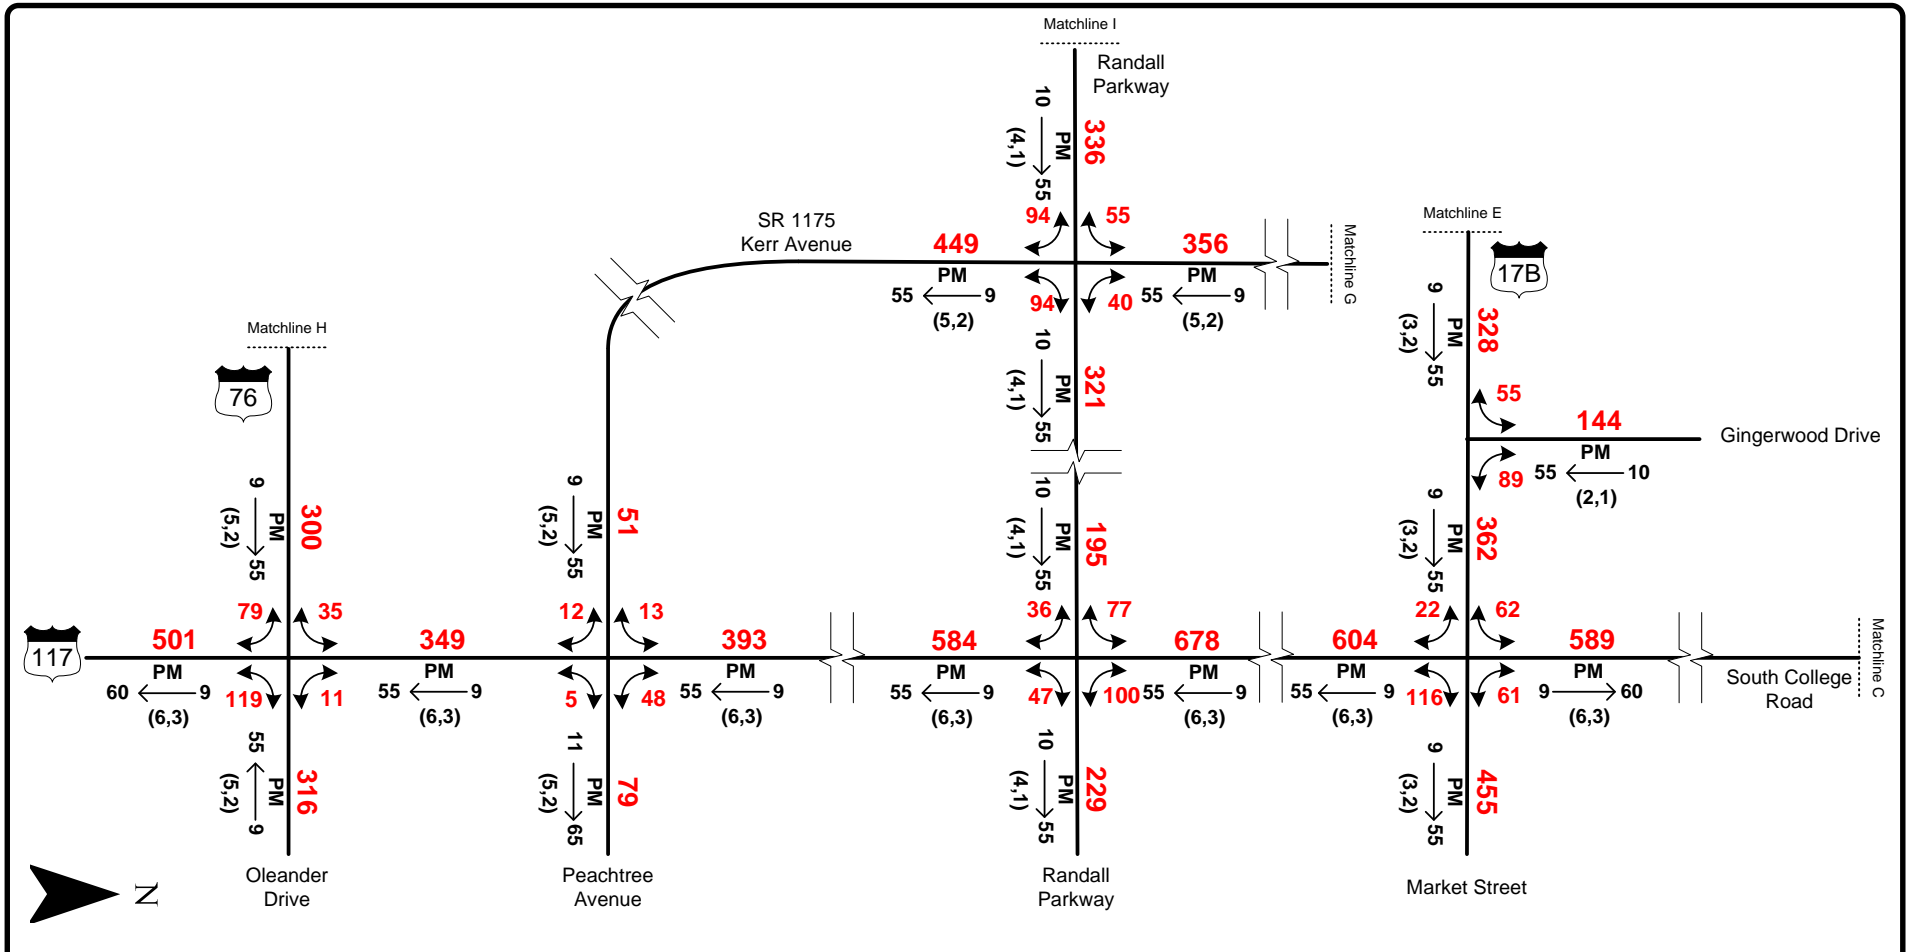 Matchline I
Randall
Parkway
10
PM
55
(4,1)
336
94
55
SR 1175
Kerr Avenue
449
PM
55
9
(5,2)
356
PM
55
9
(5,2)
Matchline G
94
40
10
PM
55
(4,1)
321
Matchline E
17B
9
PM
55
(3,2)
328
55
144
PM
55
10
(2,1)
Gingerwood Drive
89
Matchline H
76
9
PM
55
(5,2)
300
9
PM
55
(5,2)
51
10
PM
55
(4,1)
195
9
PM
55
(3,2)
362
79
35
12
13
36
77
22
62
117
501
PM
60
9
(6,3)
349
PM
55
9
(6,3)
393
PM
55
9
(6,3)
584
PM
55
9
(6,3)
678
PM
55
9
(6,3)
604
PM
55
9
(6,3)
589
PM
9
60
(6,3)
Matchline C
South College
Road
119
11
5
48
47
100
116
61
55
PM
9
(5,2)
316
11
PM
65
(5,2)
79
10
PM
55
(4,1)
229
9
PM
55
(3,2)
455
N
Oleander
Drive
Peachtree
Avenue
Randall
Parkway
Market Street